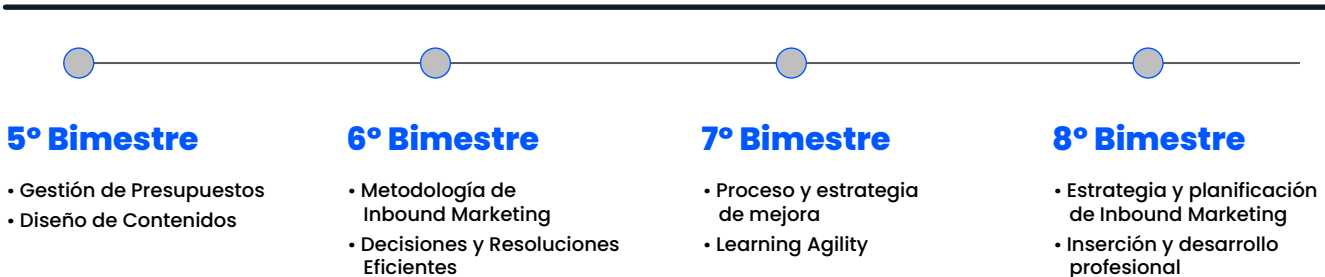 5º Bimestre
• Gestión de Presupuestos
• Diseño de Contenidos
6º Bimestre
• Metodología de
Inbound Marketing
• Decisiones y Resoluciones
Eficientes
7º Bimestre
• Proceso y estrategia
de mejora
• Learning Agility
8º Bimestre
• Estrategia y planificación
de Inbound Marketing
• Inserción y desarrollo
profesional